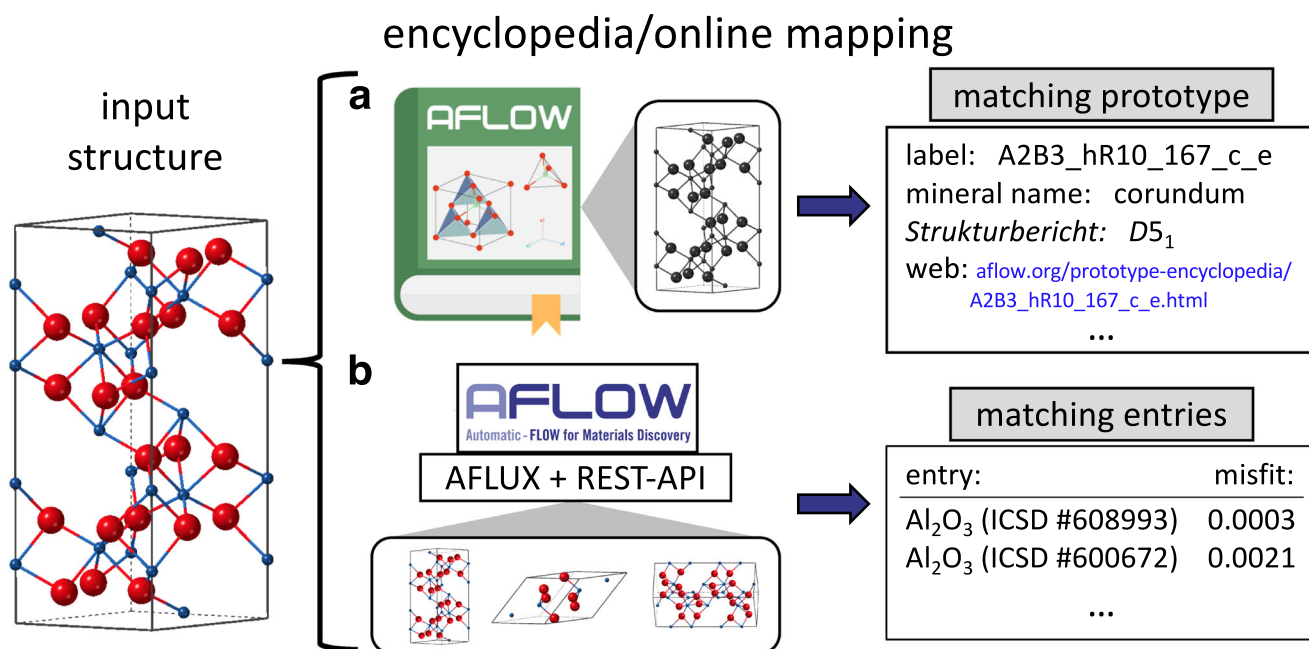 encyclopedia/online mapping
input
structure
a
AFLOW
matching prototype
label: A2B3_hR10_167_c_e
mineral name: corundum
Strukturbericht: D5₁
web: aflow.org/prototype-encyclopedia/
A2B3_hR10_167_c_e.html
...
b
AFLOW
Automatic - FLOW for Materials Discovery
AFLUX + REST-API
matching entries
entry: misfit:
Al₂O₃ (ICSD #608993) 0.0003
Al₂O₃ (ICSD #600672) 0.0021
...